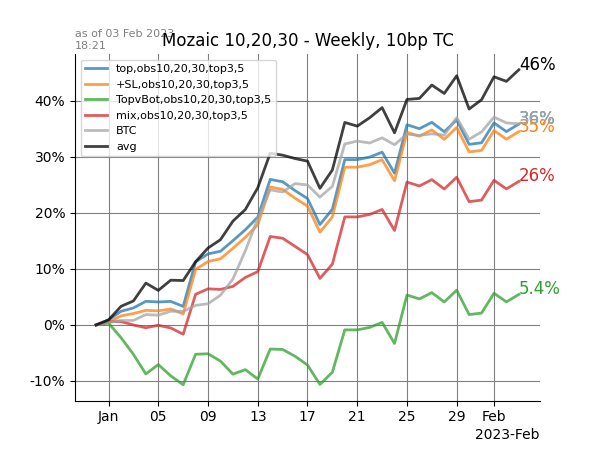 as of 03 Feb 2023
18:21
Mozaic 10,20,30 - Weekly, 10bp TC
top,obs10,20,30,top3,5
+SL,obs10,20,30,top3,5
TopvBot,obs10,20,30,top3,5
mix,obs10,20,30,top3,5
BTC
avg
46%
36%
35%
26%
5.4%
40%
30%
20%
10%
0%
-10%
Jan 05 09 13 17 21 25 29 Feb
2023-Feb